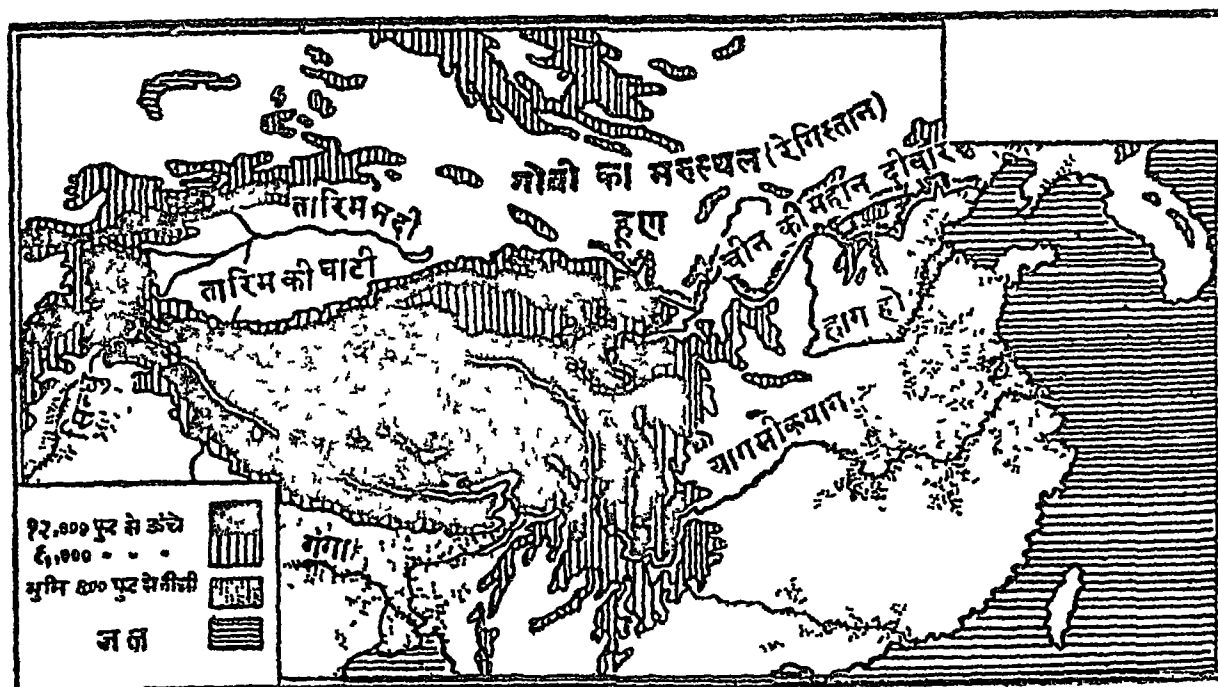 गोबी का मरुस्थल (रेगिस्तान)
हूण
चीन की महान दीवार
तारिम नदी
तारिम की घाटी
हाग हो
सिन्ध
यागसीक्याग
गंगा
१२,००० फुट से ऊंचे
६,००० " " "
भूमि ६०० फुट से नीची
जल